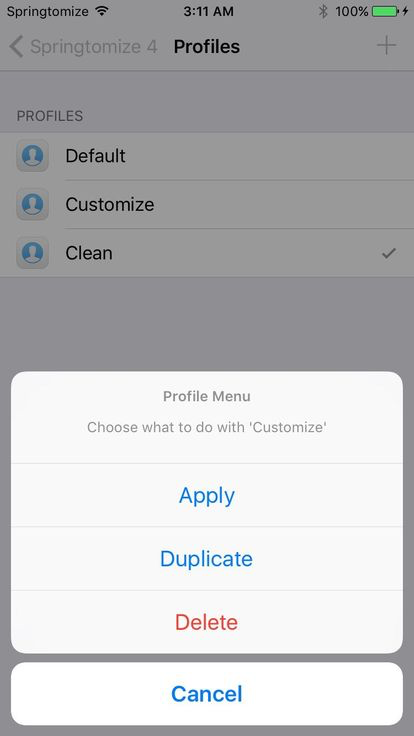 Springtomize 3:11 AM 100%
Springtomize 4 Profiles
PROFILES
Default
Customize
Clean
Profile Menu
Choose what to do with 'Customize'
Apply
Duplicate
Delete
Cancel